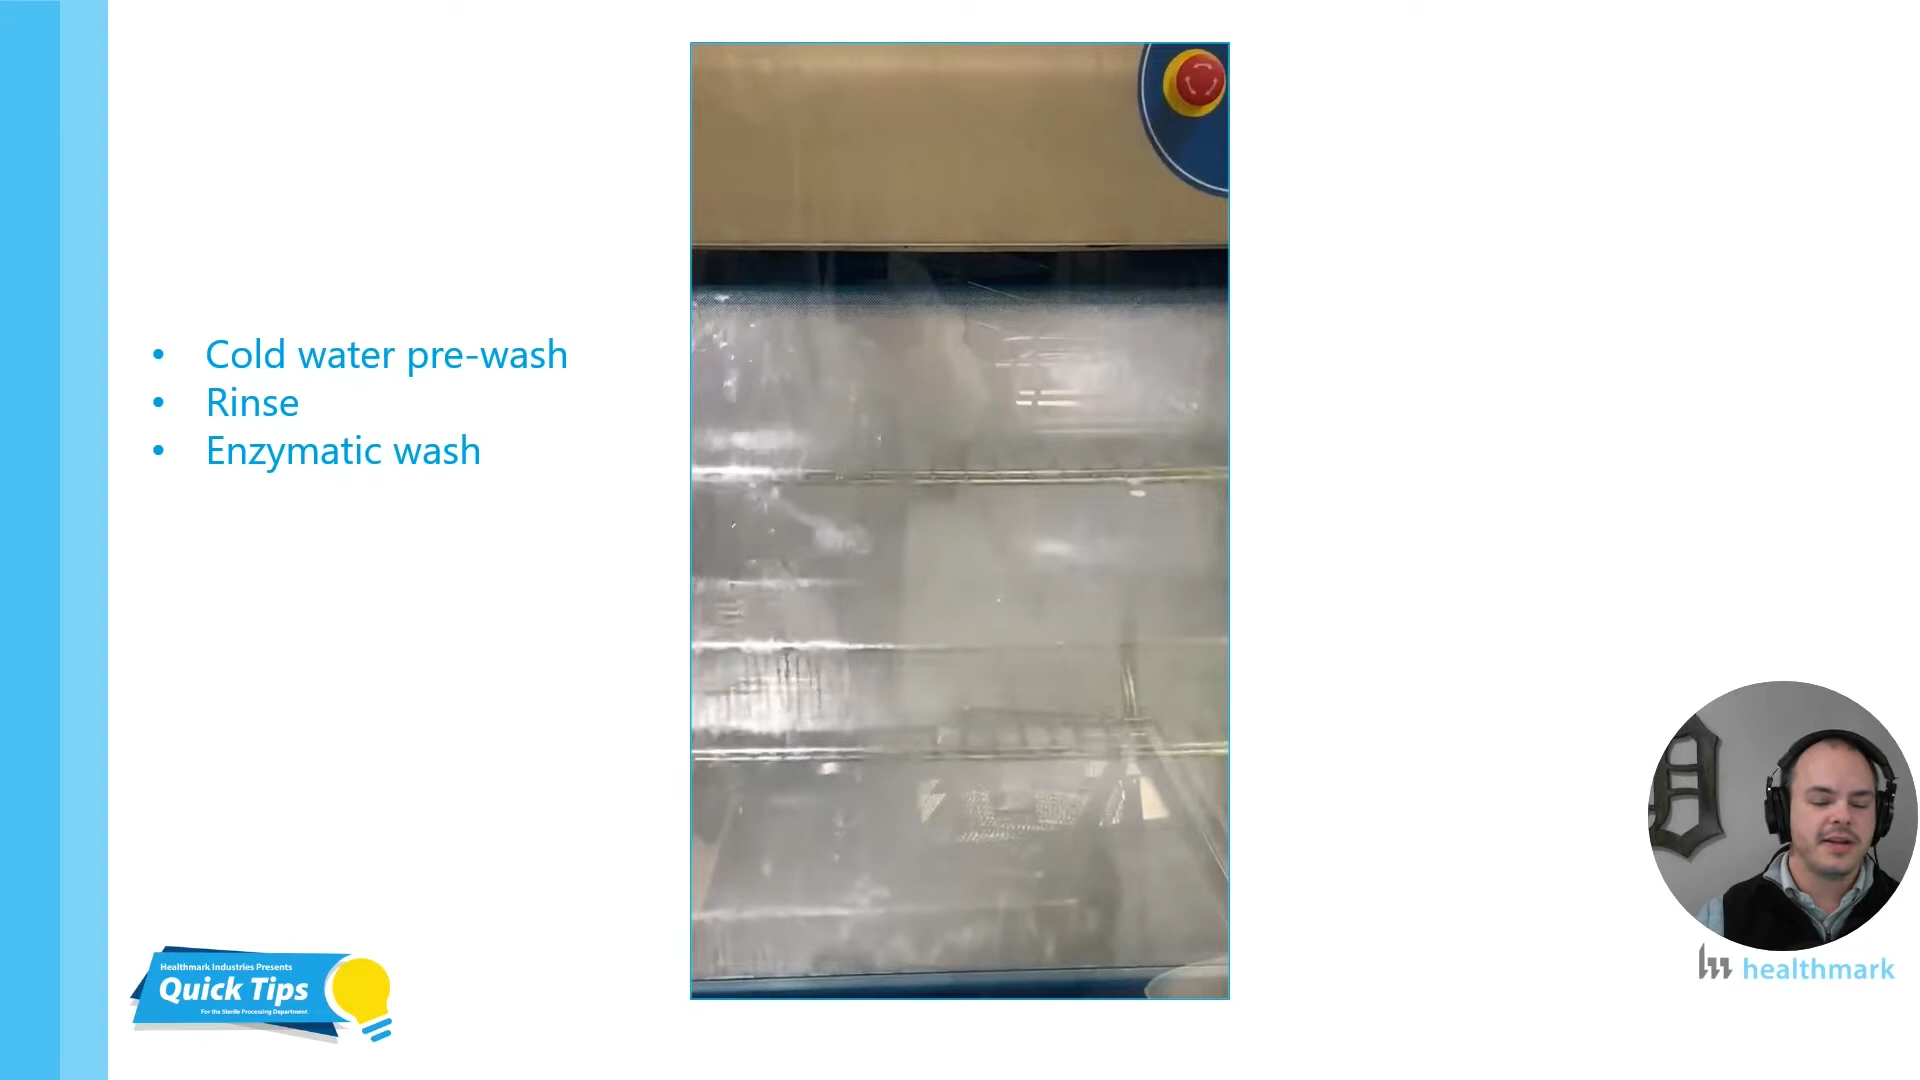 • Cold water pre-wash
• Rinse
• Enzymatic wash
Healthmark Industries Presents
Quick Tips
For the Sterile Processing Department
healthmark